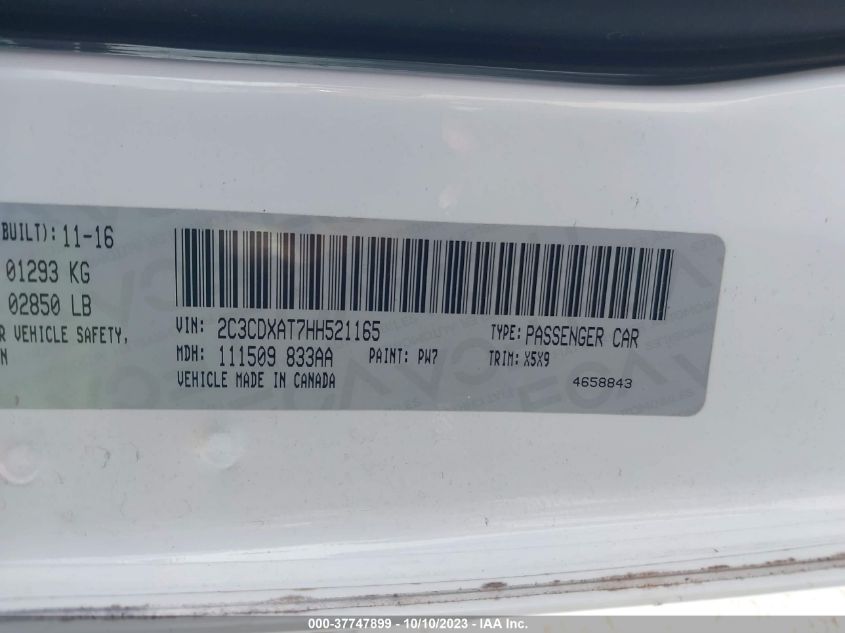 BUILT): 11-16
01293 KG
02850 LB
R VEHICLE SAFETY,
N
VIN: 2C3CDXAT7HH521165
TYPE: PASSENGER CAR
MDH: 111509 833AA
PAINT: PW7
TRIM: X5X9
VEHICLE MADE IN CANADA
4658843
000-37747899 - 10/10/2023 - IAA Inc.